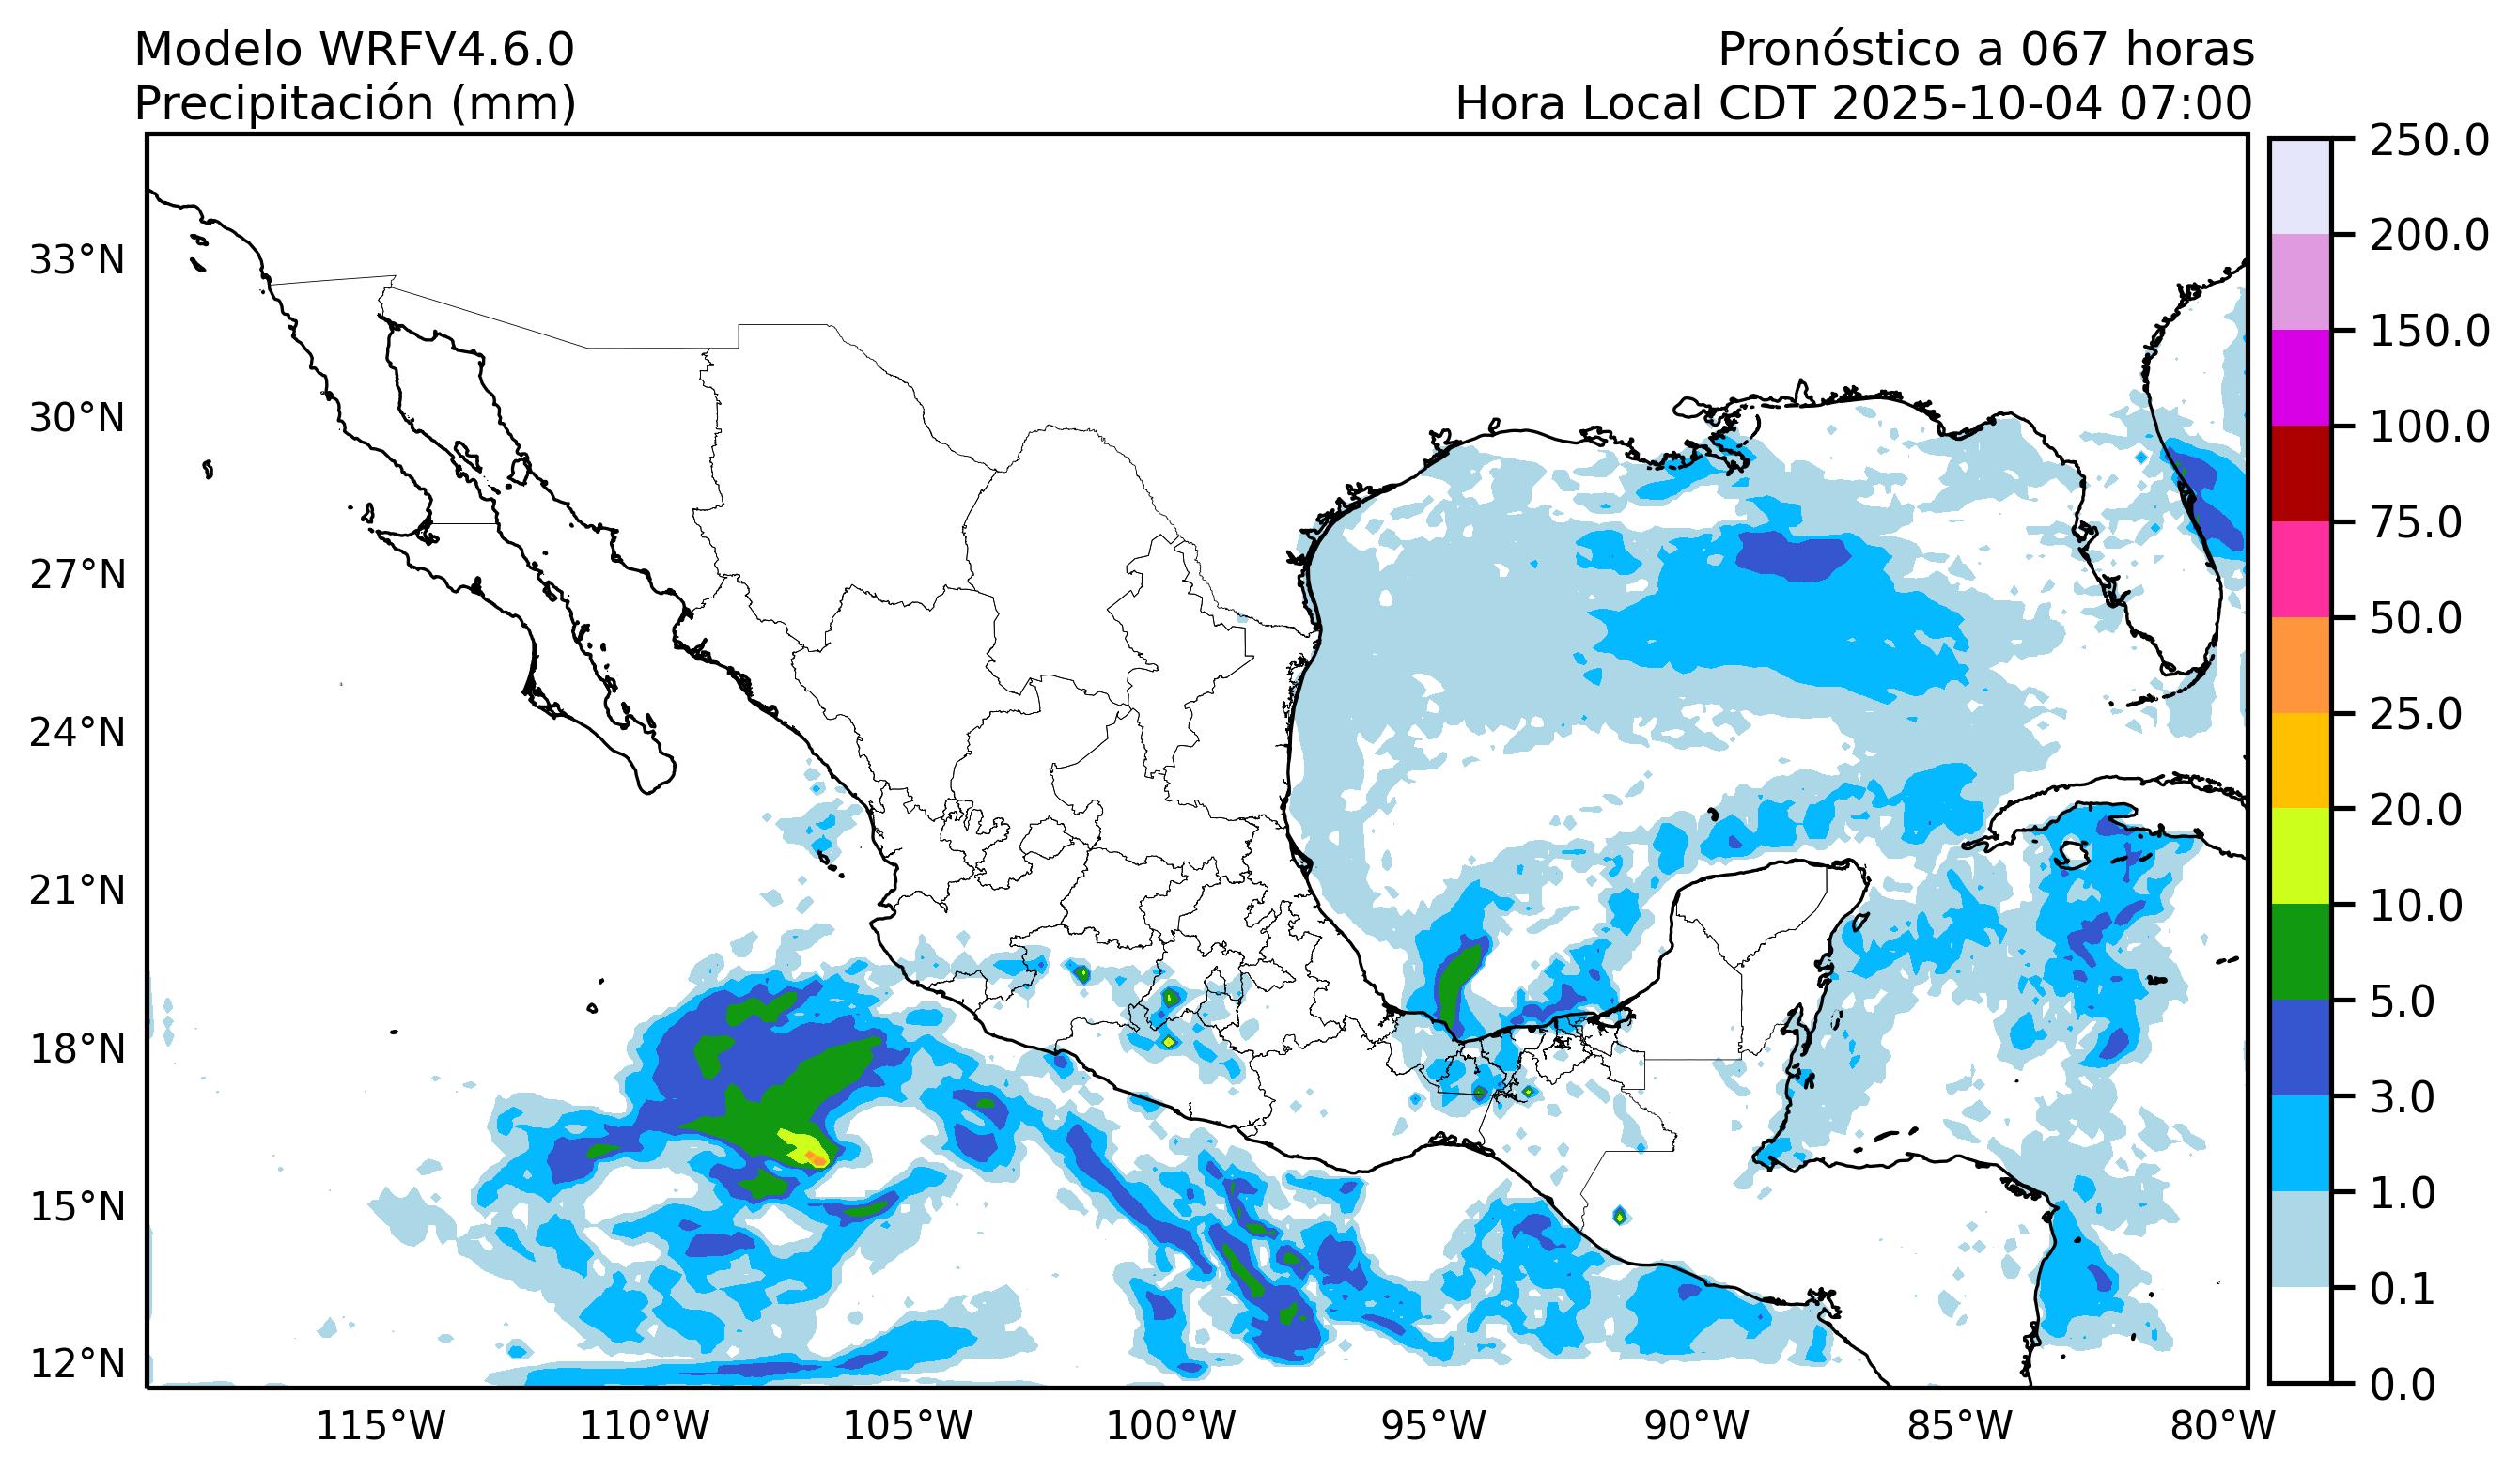 Modelo WRFV4.6.0
Precipitación (mm)
Pronóstico a 067 horas
Hora Local CDT 2025-10-04 07:00
33°N
30°N
27°N
24°N
21°N
18°N
15°N
12°N
115°W
110°W
105°W
100°W
95°W
90°W
85°W
80°W
250.0
200.0
150.0
100.0
75.0
50.0
25.0
20.0
10.0
5.0
3.0
1.0
0.1
0.0